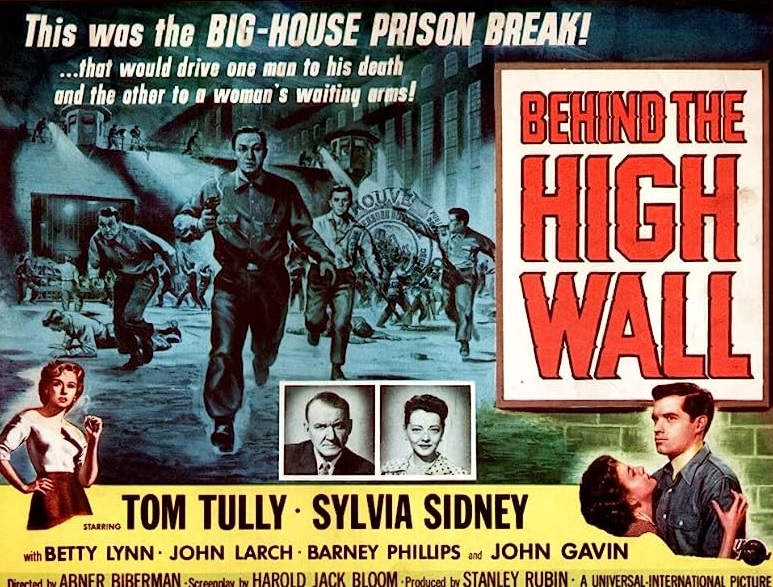 This was the BIG-HOUSE PRISON BREAK!
...that would drive one man to his death
and the other to a woman's waiting arms!
BEHIND THE
HIGH
WALL
STARRING TOM TULLY · SYLVIA SIDNEY
with BETTY LYNN · JOHN LARCH · BARNEY PHILLIPS and JOHN GAVIN
Directed by ABNER BIBERMAN · Screenplay by HAROLD JACK BLOOM · Produced by STANLEY RUBIN · A UNIVERSAL-INTERNATIONAL PICTURE